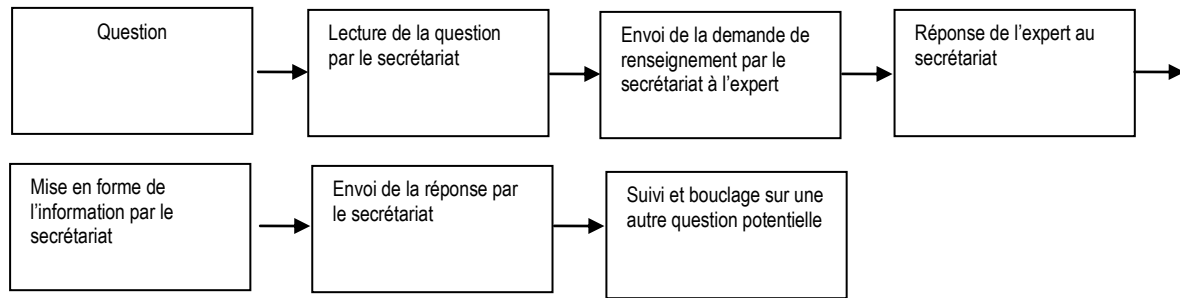 Question
Lecture de la question
par le secrétariat
Envoi de la demande de
renseignement par le
secrétariat à l'expert
Réponse de l'expert au
secrétariat
Mise en forme de
l'information par le
secrétariat
Envoi de la réponse par
le secrétariat
Suivi et bouclage sur une
autre question potentielle